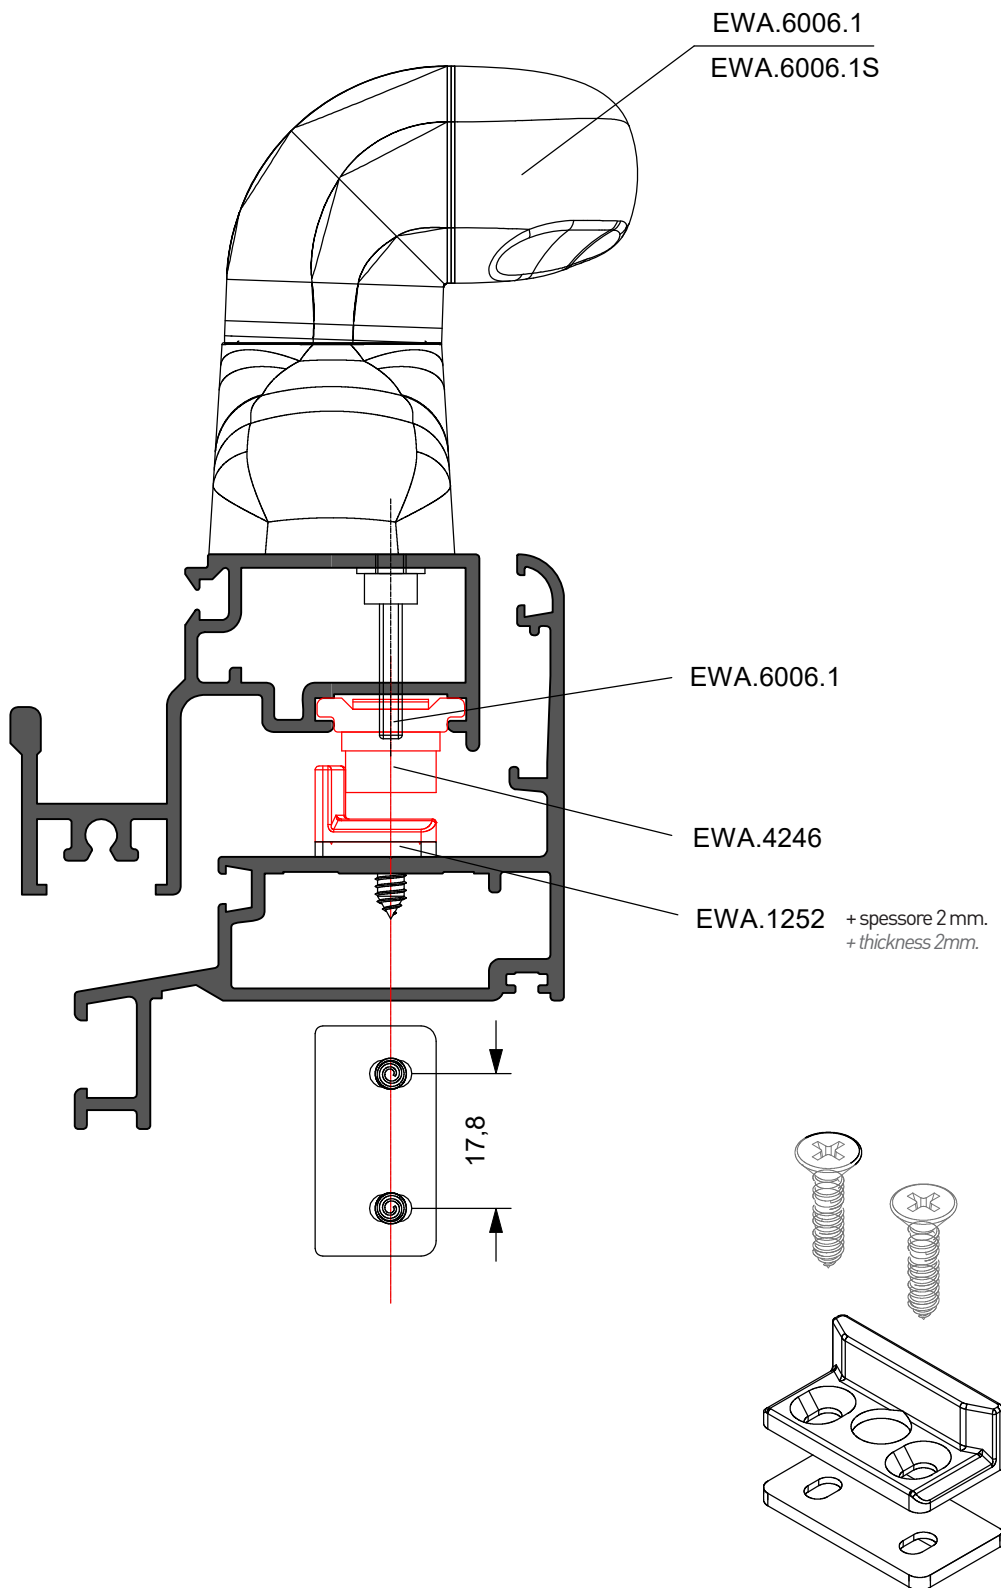 EWA.6006.1
EWA.6006.1S
EWA.6006.1
EWA.4246
EWA.1252 + spessore 2 mm.
+ thickness 2mm.
17,8